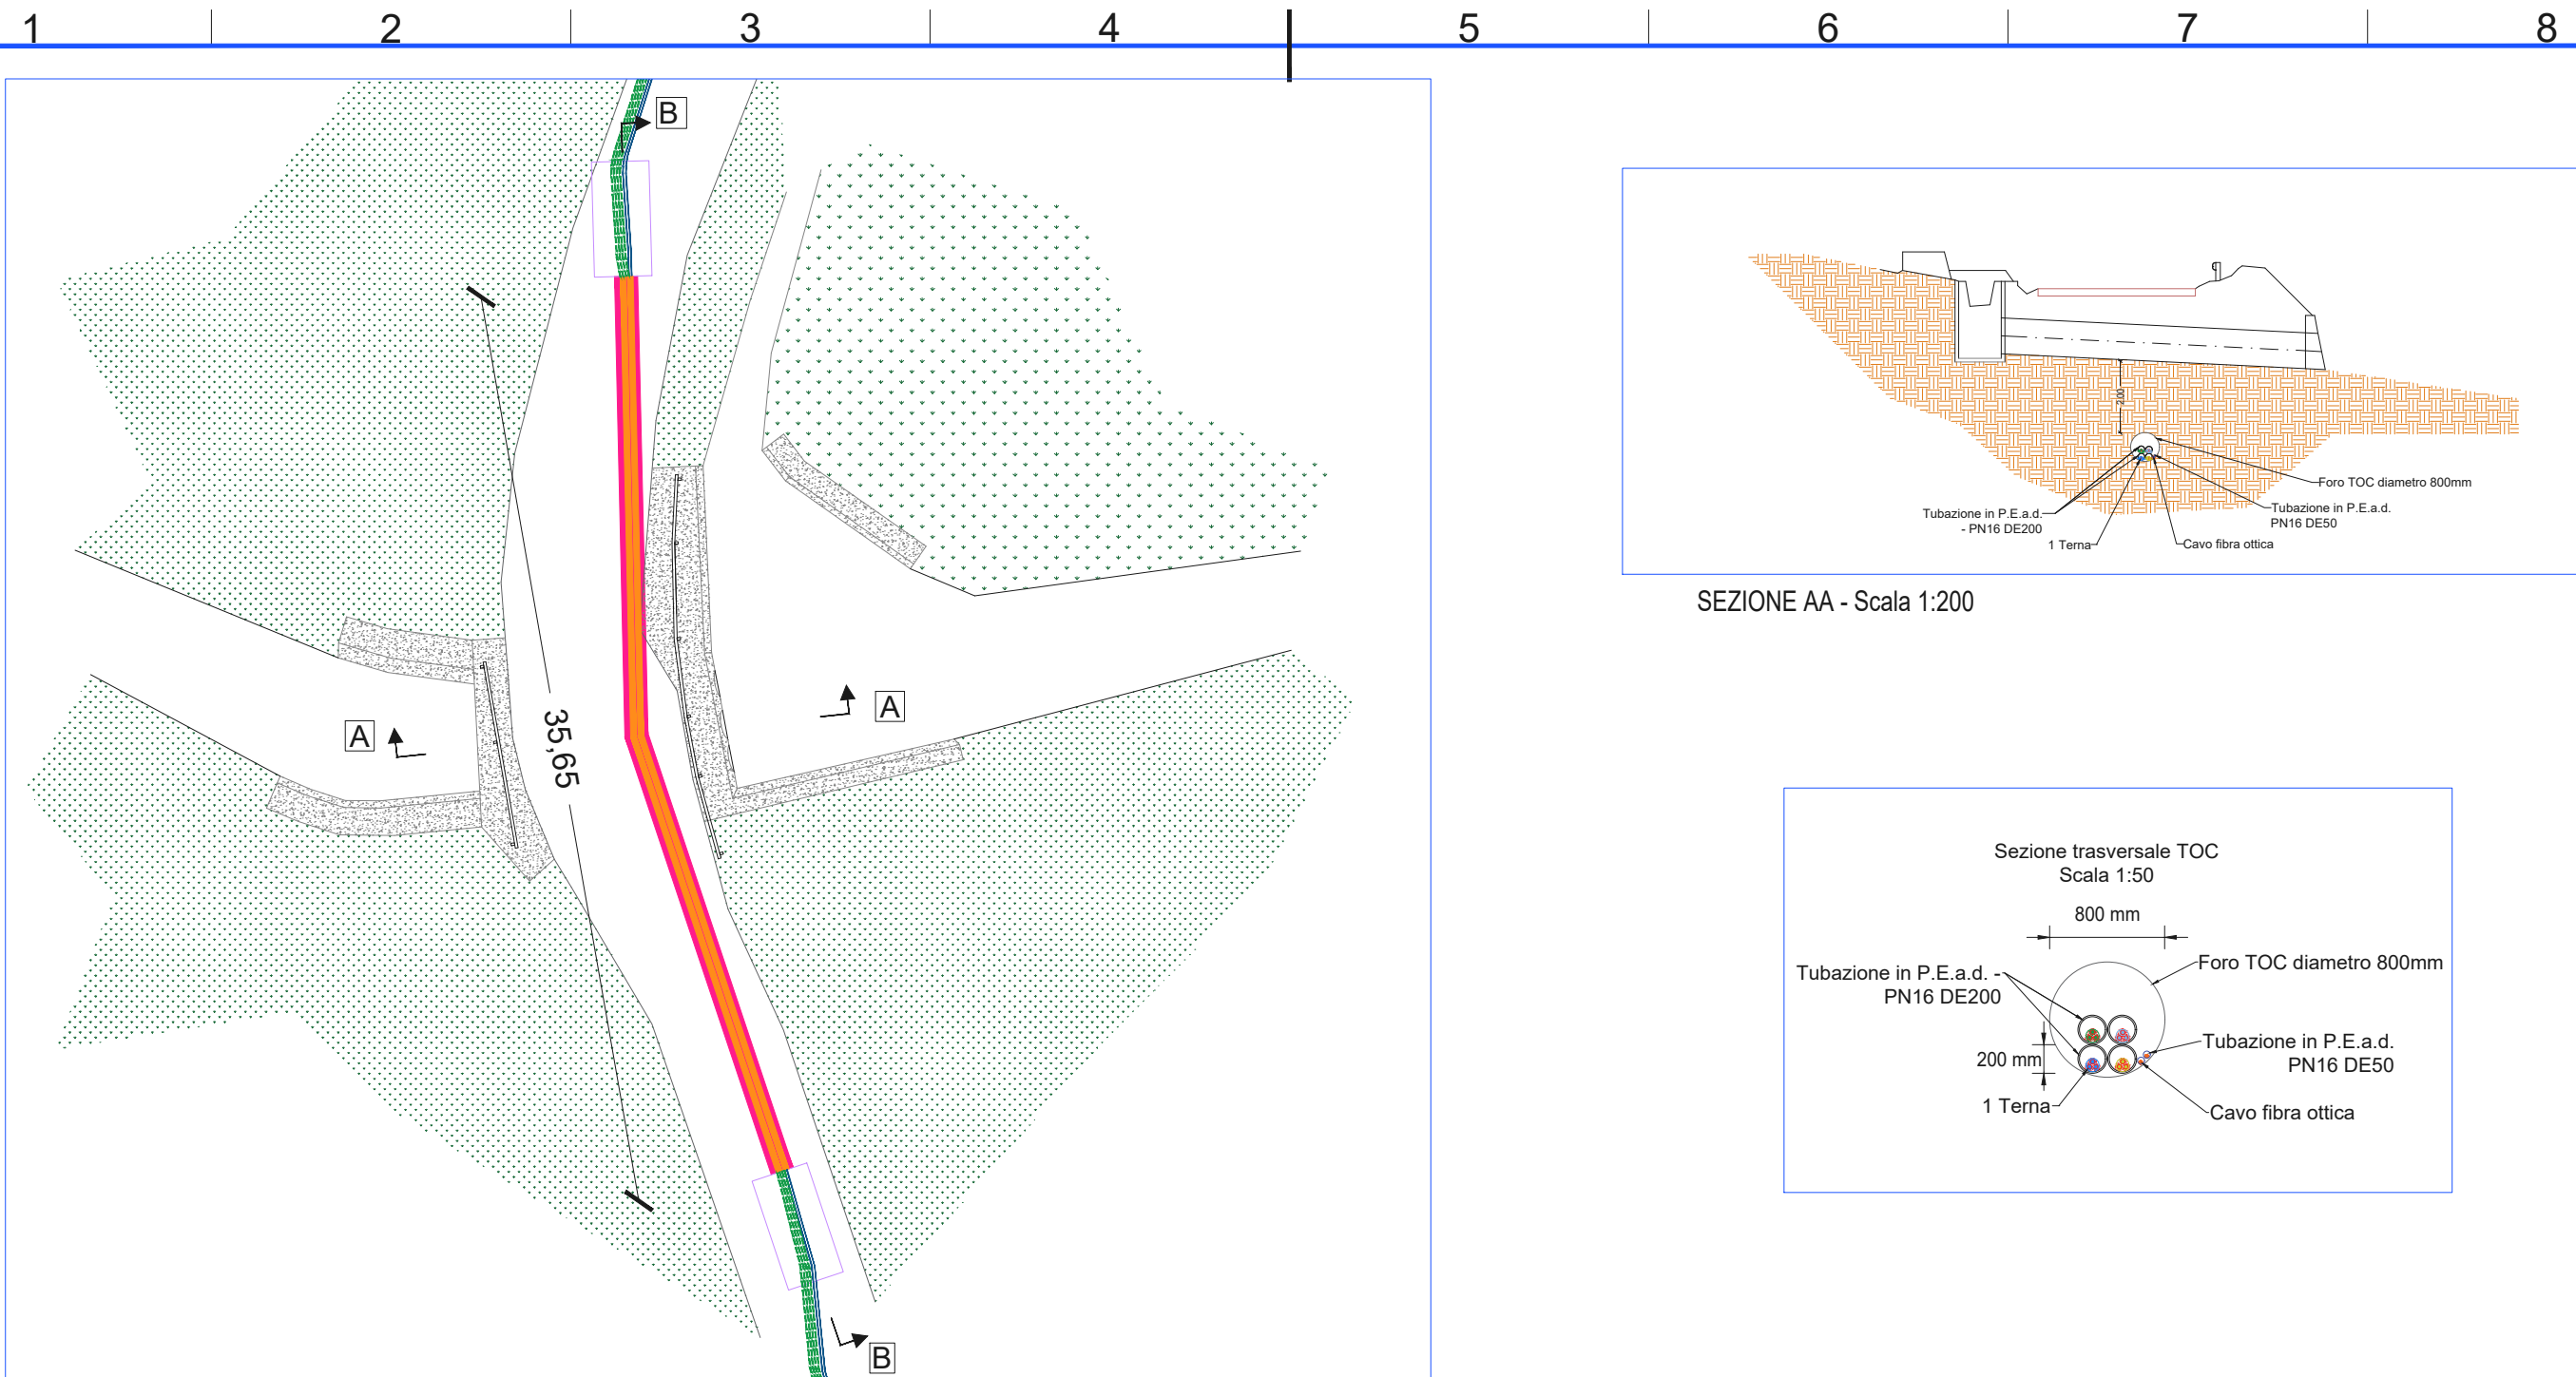 1 2 3 4 5 6 7 8
B
35,65
A
A
B
2.00
Foro TOC diametro 800mm
Tubazione in P.E.a.d.
- PN16 DE200
Tubazione in P.E.a.d.
PN16 DE50
1 Terna
Cavo fibra ottica
SEZIONE AA - Scala 1:200
Sezione trasversale TOC
Scala 1:50
800 mm
Foro TOC diametro 800mm
Tubazione in P.E.a.d. -
PN16 DE200
200 mm
Tubazione in P.E.a.d.
PN16 DE50
1 Terna
Cavo fibra ottica